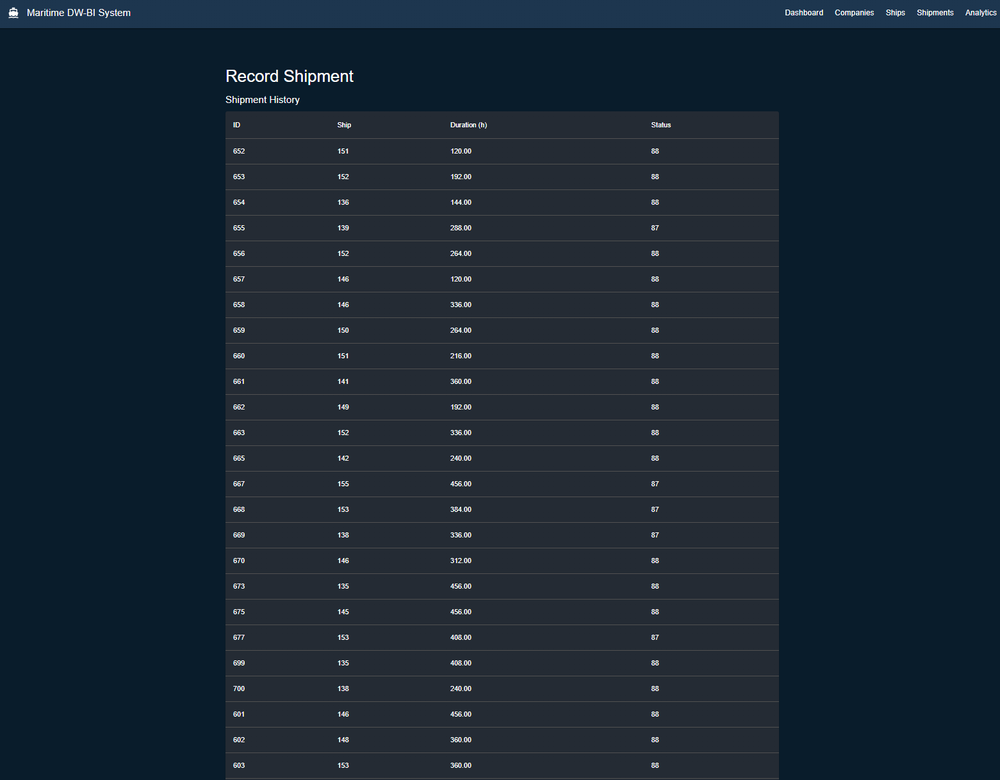 Maritime DW-BI System Dashboard Companies Ships Shipments Analytics
Record Shipment
Shipment History
ID Ship Duration (h) Status
652 151 120.00 88
653 152 192.00 88
654 136 144.00 88
655 139 288.00 87
656 152 264.00 88
657 146 120.00 88
658 146 336.00 88
659 150 264.00 88
660 151 216.00 88
661 141 360.00 88
662 149 192.00 88
663 152 336.00 88
665 142 240.00 88
667 155 456.00 87
668 153 384.00 87
669 138 336.00 87
670 146 312.00 88
673 135 456.00 88
675 145 456.00 88
677 153 408.00 87
699 135 408.00 88
700 138 240.00 88
601 146 456.00 88
602 148 360.00 88
603 153 360.00 88